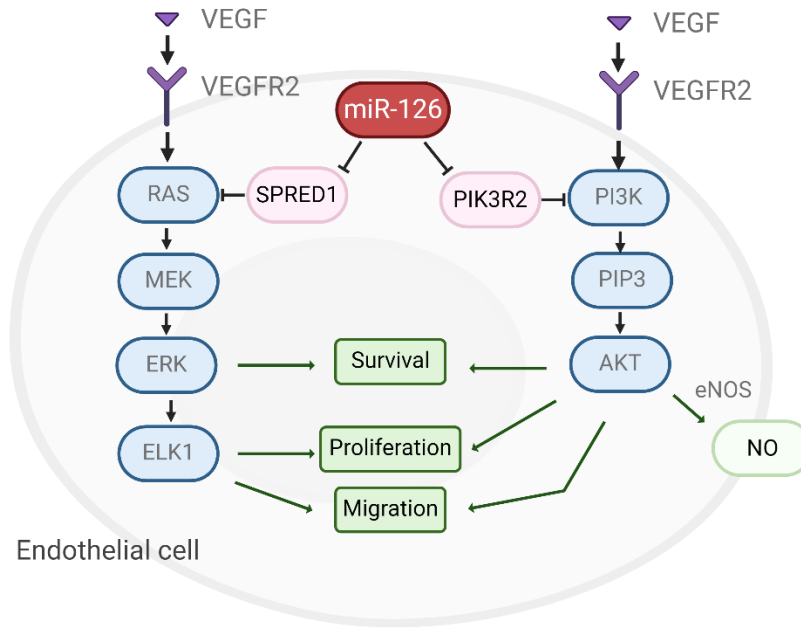 VEGF
VEGF
VEGFR2
VEGFR2
miR-126
RAS
SPRED1
PIK3R2
PI3K
MEK
PIP3
ERK
Survival
AKT
eNOS
ELK1
Proliferation
NO
Migration
Endothelial cell